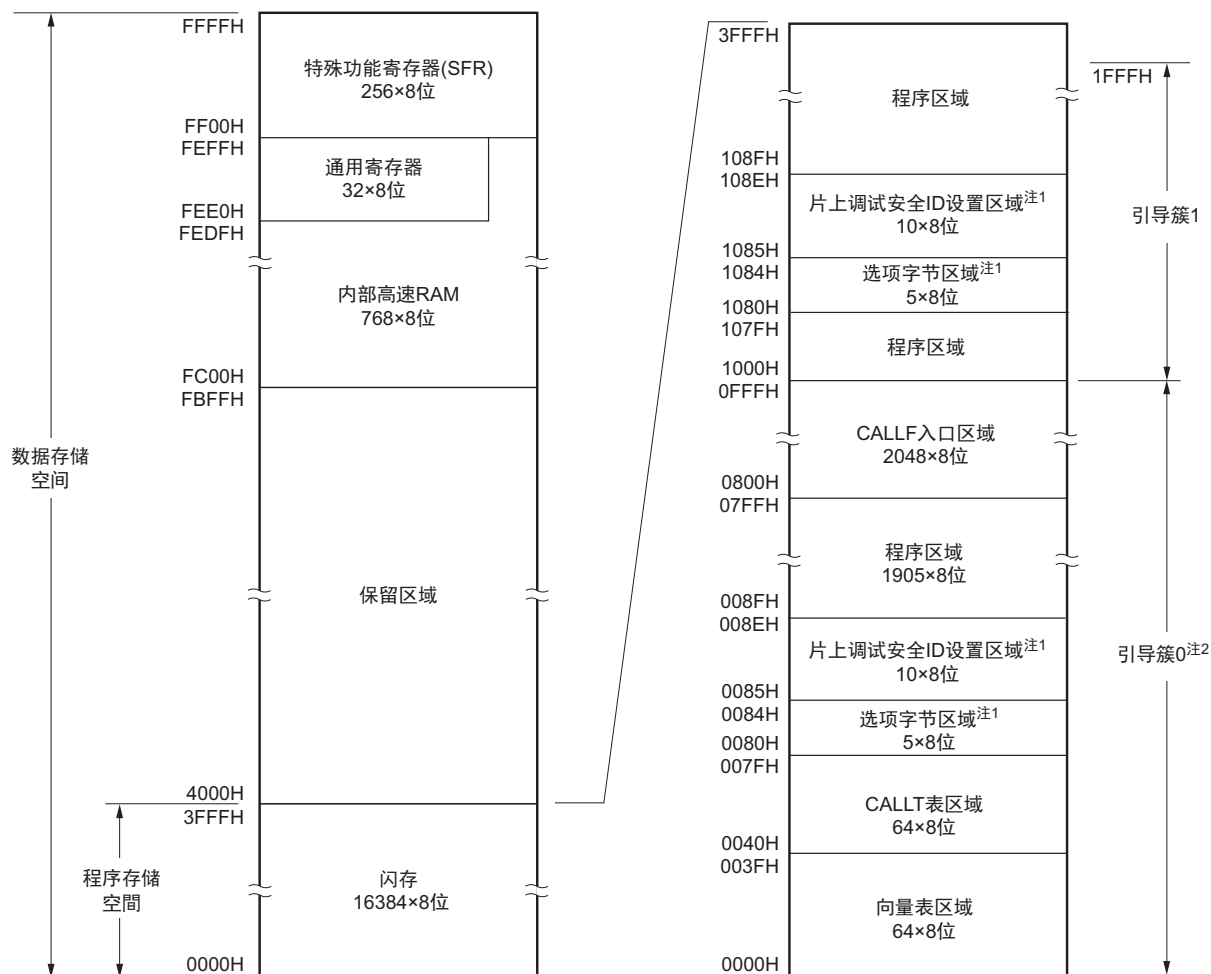 FFFFH
特殊功能寄存器(SFR)
256×8位
FF00H
FEFFH
通用寄存器
32×8位
FEE0H
FEDFH
内部高速RAM
768×8位
FC00H
FBFFH
数据存储
空间
保留区域
4000H
3FFFH
程序存储
空間
闪存
16384×8位
0000H
3FFFH
1FFFH
程序区域
108FH
108EH
片上调试安全ID设置区域注1
10×8位
引导簇1
1085H
1084H
选项字节区域注1
5×8位
1080H
107FH
程序区域
1000H
0FFFH
CALLF入口区域
2048×8位
0800H
07FFH
程序区域
1905×8位
008FH
008EH
片上调试安全ID设置区域注1
10×8位
引导簇0注2
0085H
0084H
选项字节区域注1
5×8位
0080H
007FH
CALLT表区域
64×8位
0040H
003FH
向量表区域
64×8位
0000H